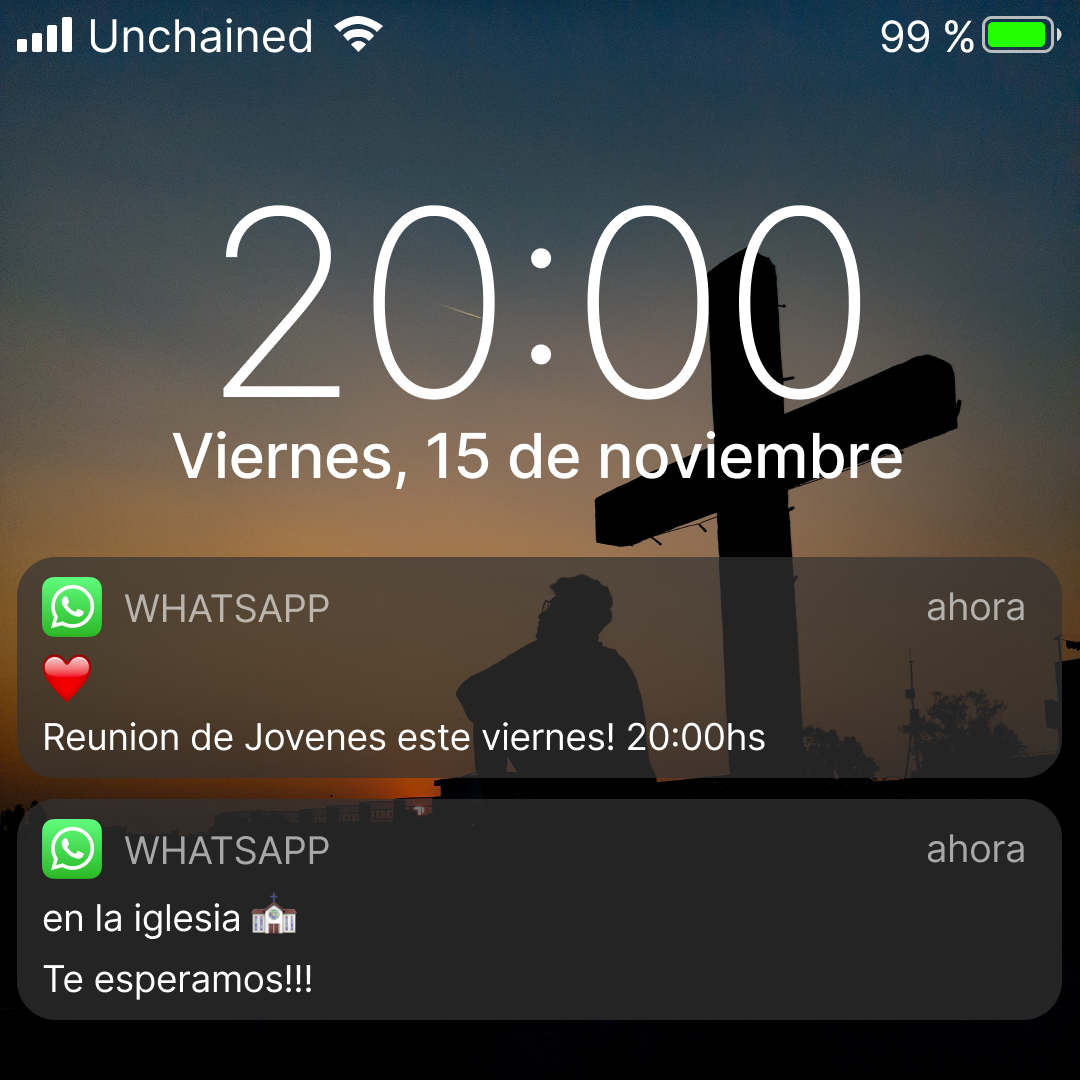 Unchained 99 %
20:00
Viernes, 15 de noviembre
WHATSAPP ahora
❤️
Reunion de Jovenes este viernes! 20:00hs
WHATSAPP ahora
en la iglesia ⛪
Te esperamos!!!